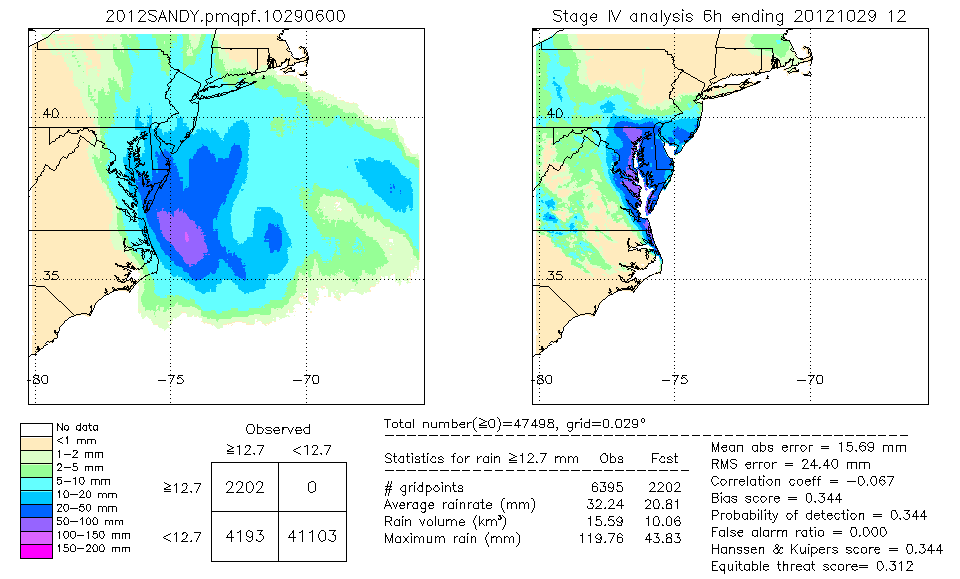 2012SANDY.pmqpf.10290600
Stage IV analysis 6h ending 20121029 12
40
35
-80
-75
-70
40
35
-80
-75
-70
No data
<1 mm
1-2 mm
2-5 mm
5-10 mm
10-20 mm
20-50 mm
50-100 mm
100-150 mm
150-200 mm
Observed
≧12.7 <12.7
≧12.7 2202 0
<12.7 4193 41103
Total number(≧0)=47498, grid=0.029°
Statistics for rain ≧12.7 mm Obs Fcst
# gridpoints 6395 2202
Average rainrate (mm) 32.24 20.81
Rain volume (km³) 15.59 10.06
Maximum rain (mm) 119.76 43.83
Mean abs error = 15.69 mm
RMS error = 24.40 mm
Correlation coeff = -0.067
Bias score = 0.344
Probability of detection = 0.344
False alarm ratio = 0.000
Hanssen & Kuipers score = 0.344
Equitable threat score= 0.312